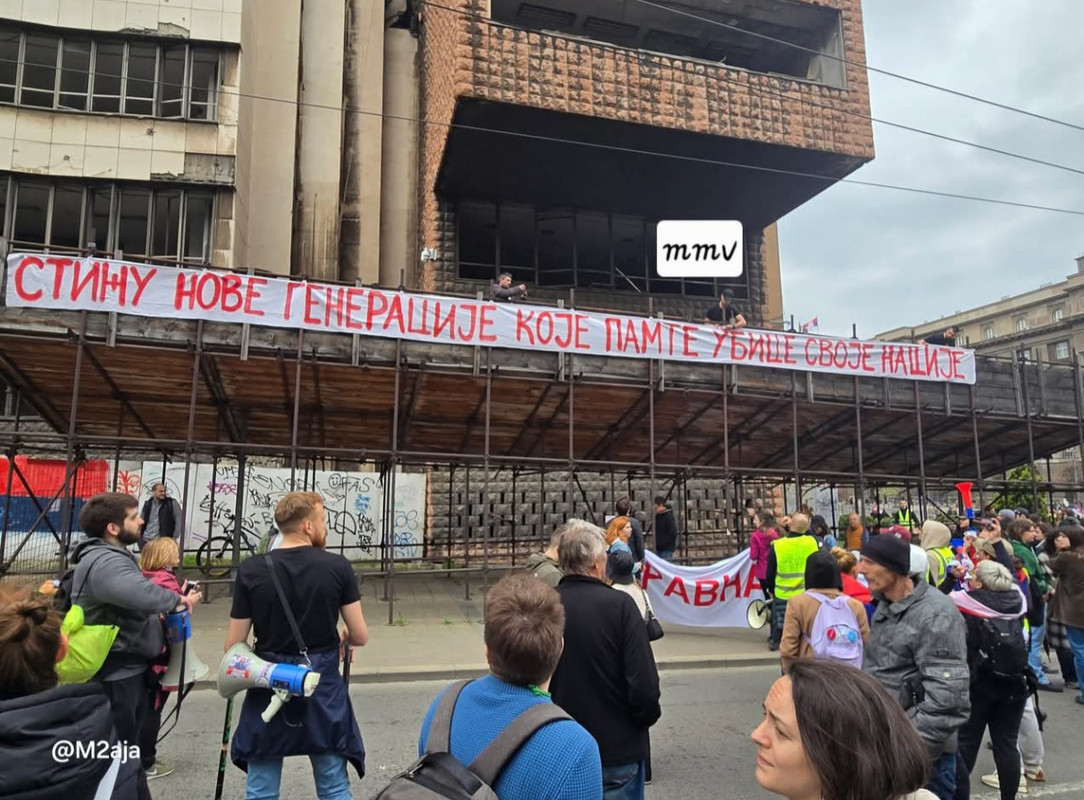 mmv
СТИЖУ НОВЕ ГЕНЕРАЦИЈЕ КОЈЕ ПАМТЕ УБИЦЕ СВОЈЕ НАЦИЈЕ
РАВНА
@M2aja